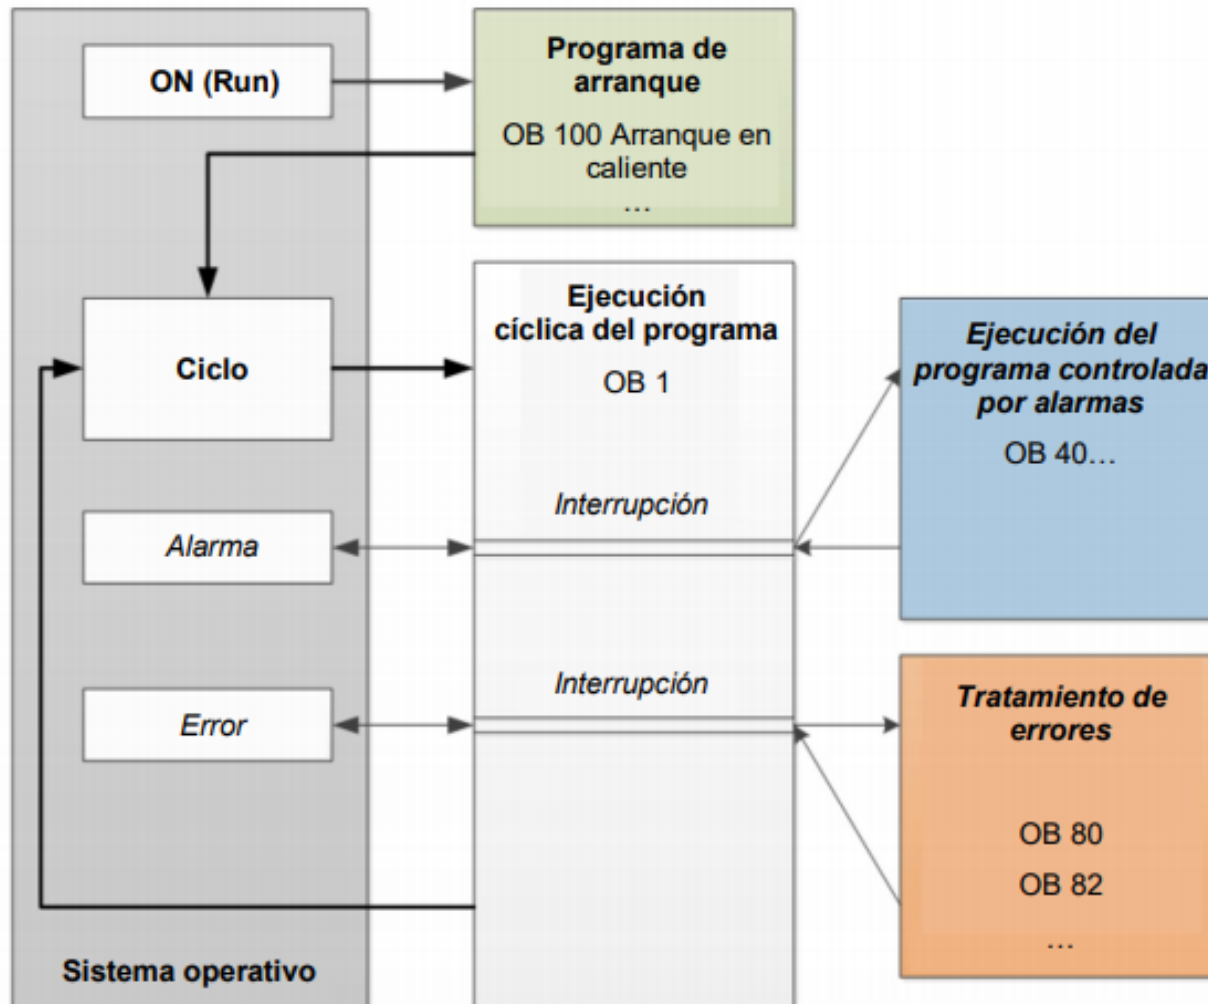 ON (Run)
Programa de
arranque
OB 100 Arranque en
caliente
...
Ciclo
Ejecución
cíclica del programa
OB 1
Ejecución del
programa controlada
por alarmas
OB 40...
Interrupción
Alarma
Interrupción
Error
Tratamiento de
errores
OB 80
OB 82
...
Sistema operativo